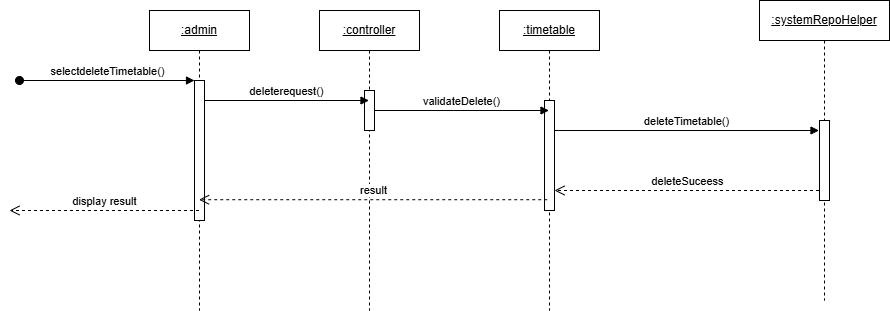 :admin
:controller
:timetable
:systemRepoHelper
selectdeleteTimetable()
deleterequest()
validateDelete()
deleteTimetable()
deleteSuceess
result
display result